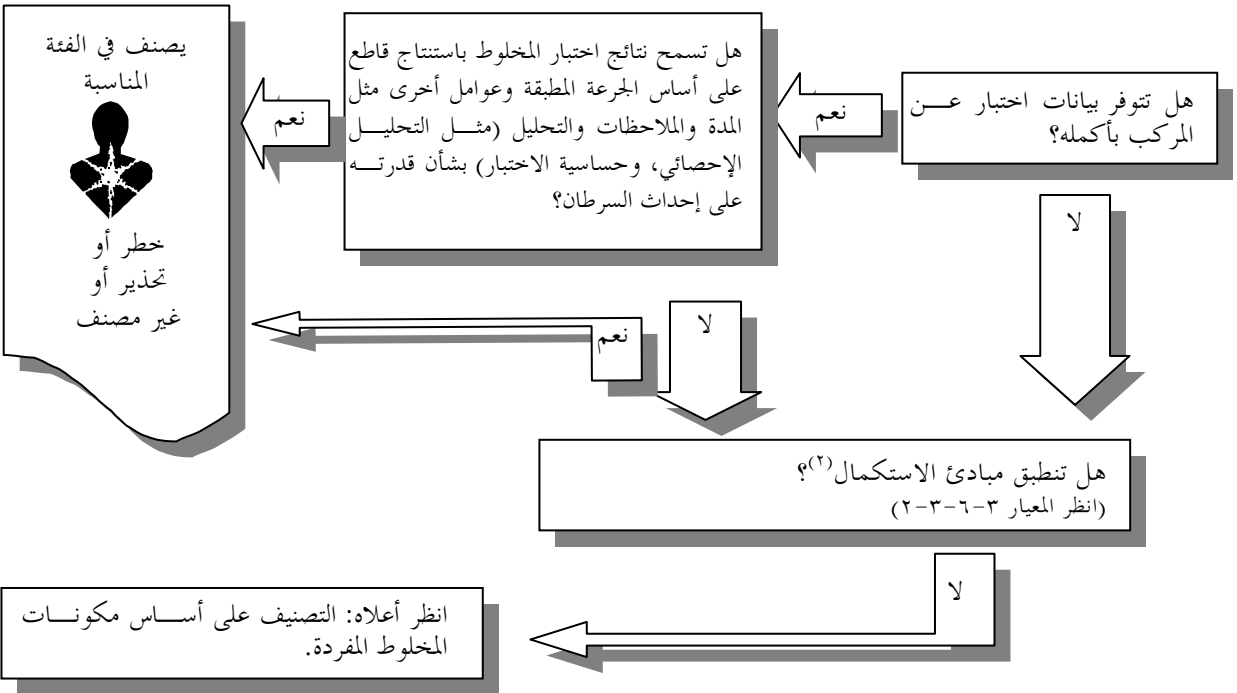 هل تتوفر بيانات اختبار عن
المركب بأكمله؟
نعم
لا
هل تسمح نتائج اختبار المخلوط باستنتاج قاطع
على أساس الجرعة المطبقة وعوامل أخرى مثل
المدة والملاحظات والتحليل (مثل التحليل
الإحصائي، وحساسية الاختبار) بشأن قدرته
على إحداث السرطان؟
نعم
لا
يصنف في الفئة
المناسبة
خطر أو
تحذير أو
غير مصنف
نعم
هل تنطبق مبادئ الاستكمال(٢)؟
(انظر المعيار ٣-٦-٣-٢)
لا
انظر أعلاه: التصنيف على أساس مكونات
المخلوط المفردة.